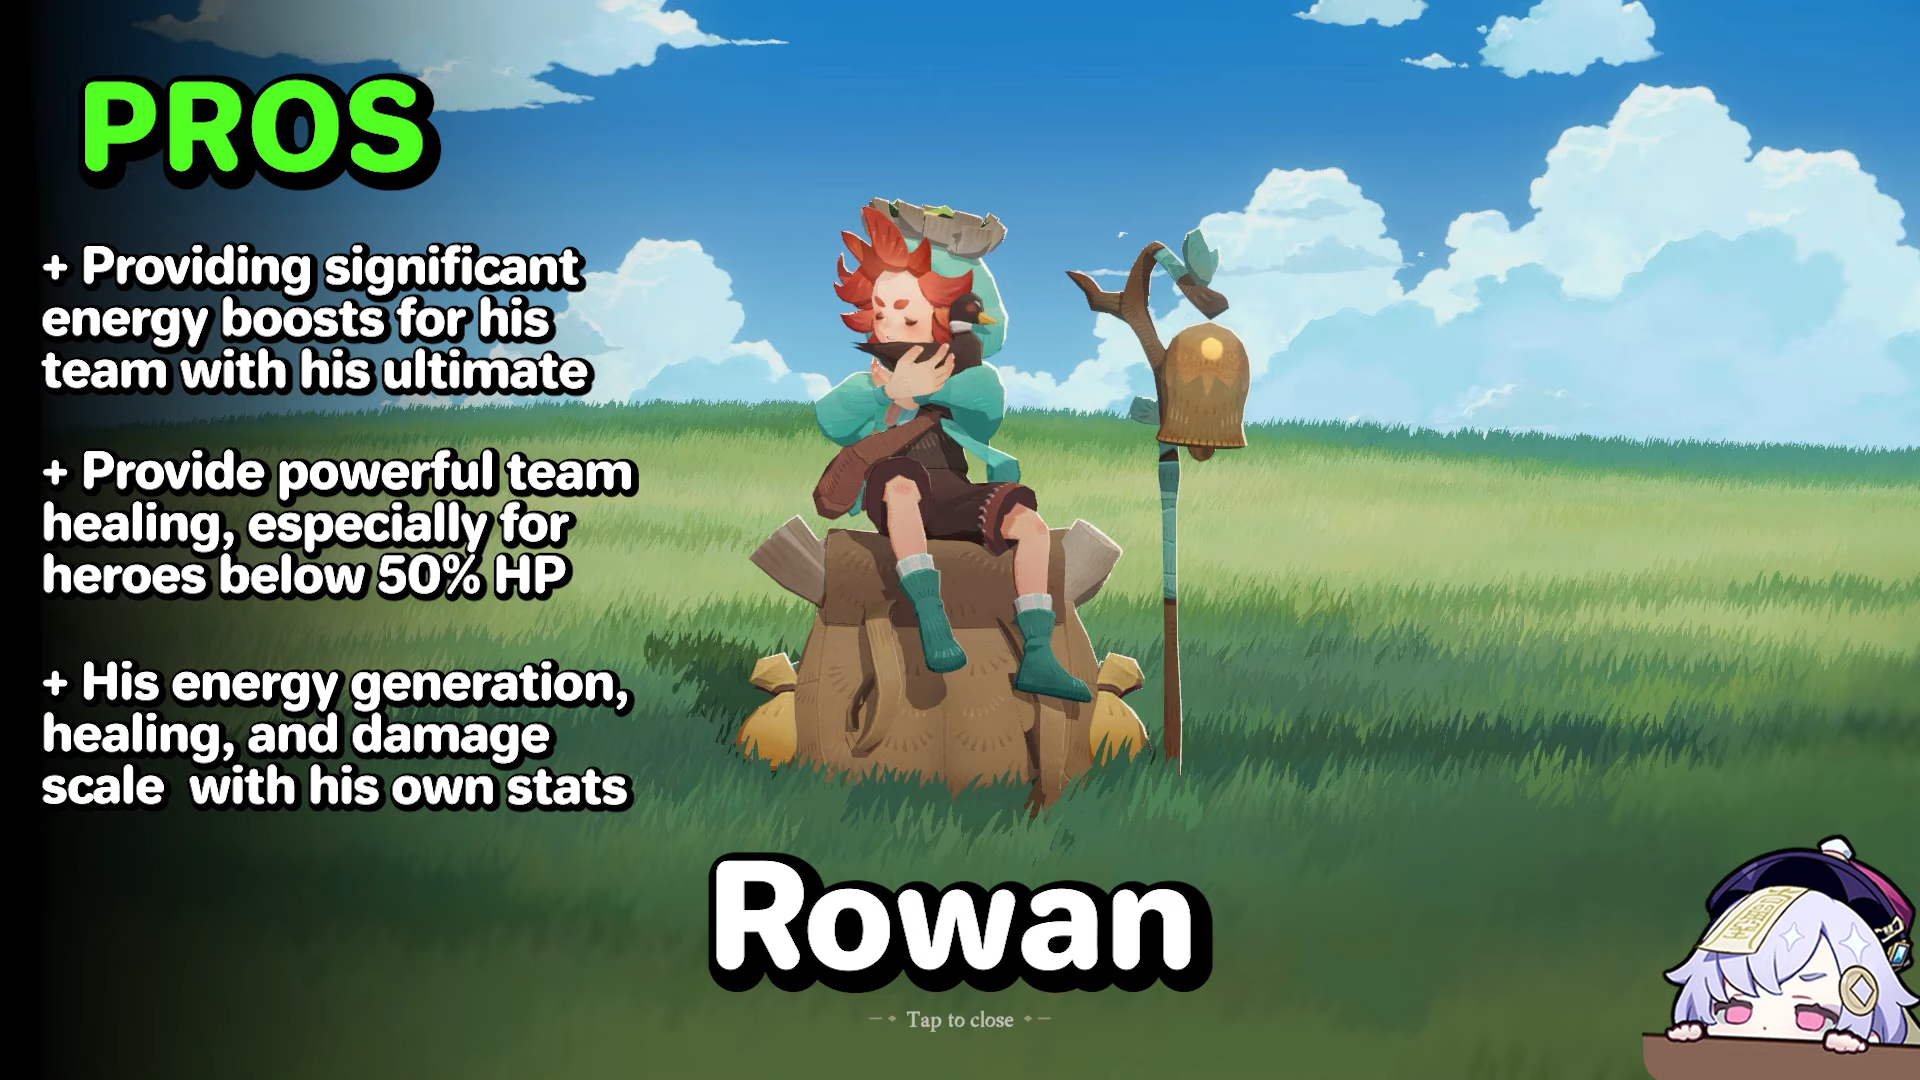 PROS
+ Providing significant
energy boosts for his
team with his ultimate
+ Provide powerful team
healing, especially for
heroes below 50% HP
+ His energy generation,
healing, and damage
scale  with his own stats
Rowan
Tap to close